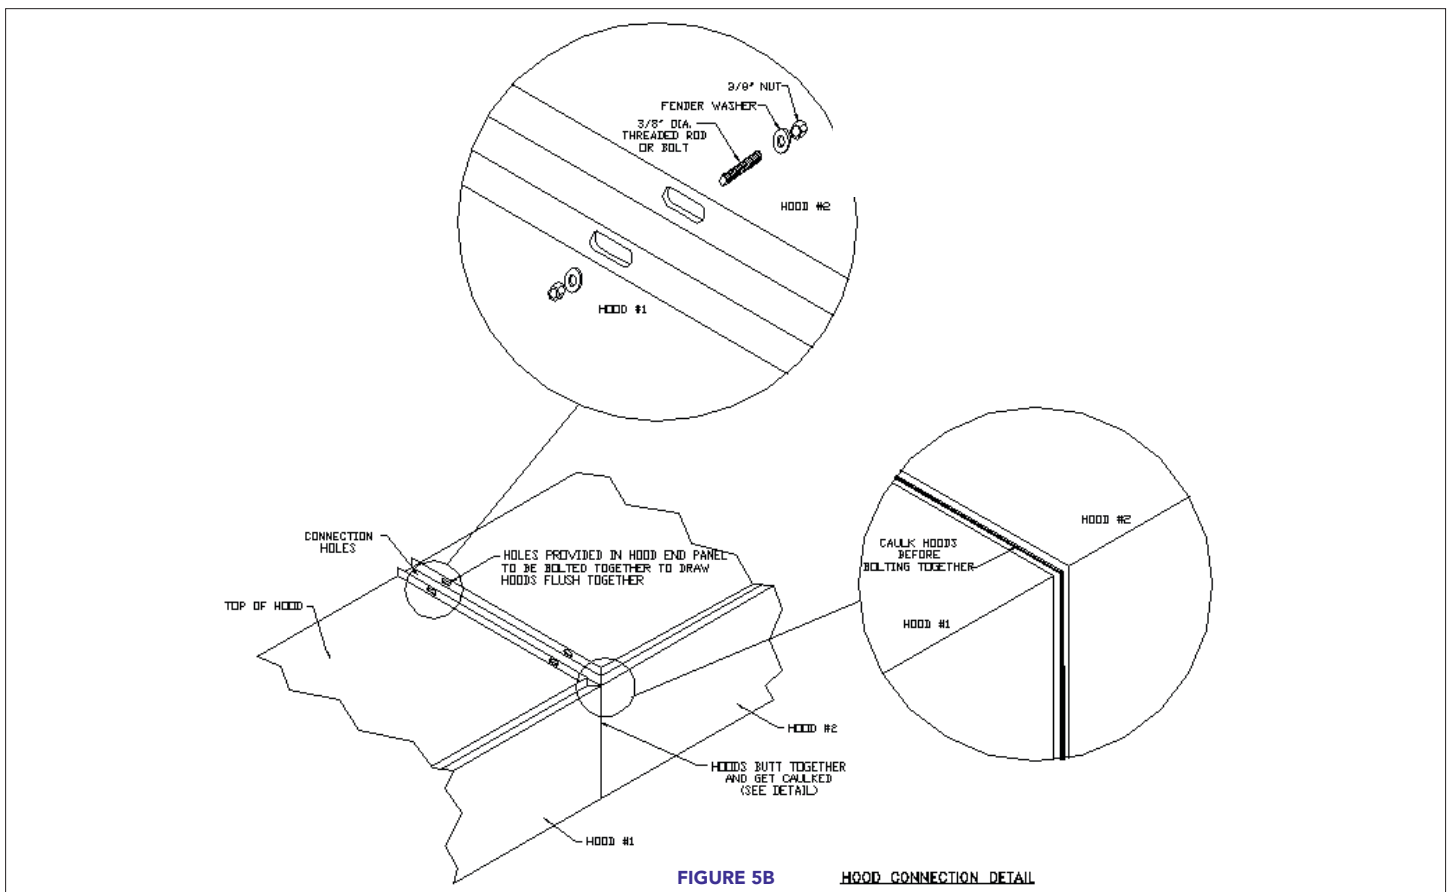 3/8" NUT
FENDER WASHER
3/8" DIA.
THREADED ROD
OR BOLT
HOOD #2
HOOD #1
HOOD #2
CAULK HOODS
BEFORE
BOLTING TOGETHER
HOOD #1
CONNECTION
HOLES
HOLES PROVIDED IN HOOD END PANEL
TO BE BOLTED TOGETHER TO DRAW
HOODS FLUSH TOGETHER
TOP OF HOOD
HOOD #2
HOODS BUTT TOGETHER
AND GET CAULKED
(SEE DETAIL)
HOOD #1
FIGURE 5B
HOOD CONNECTION DETAIL